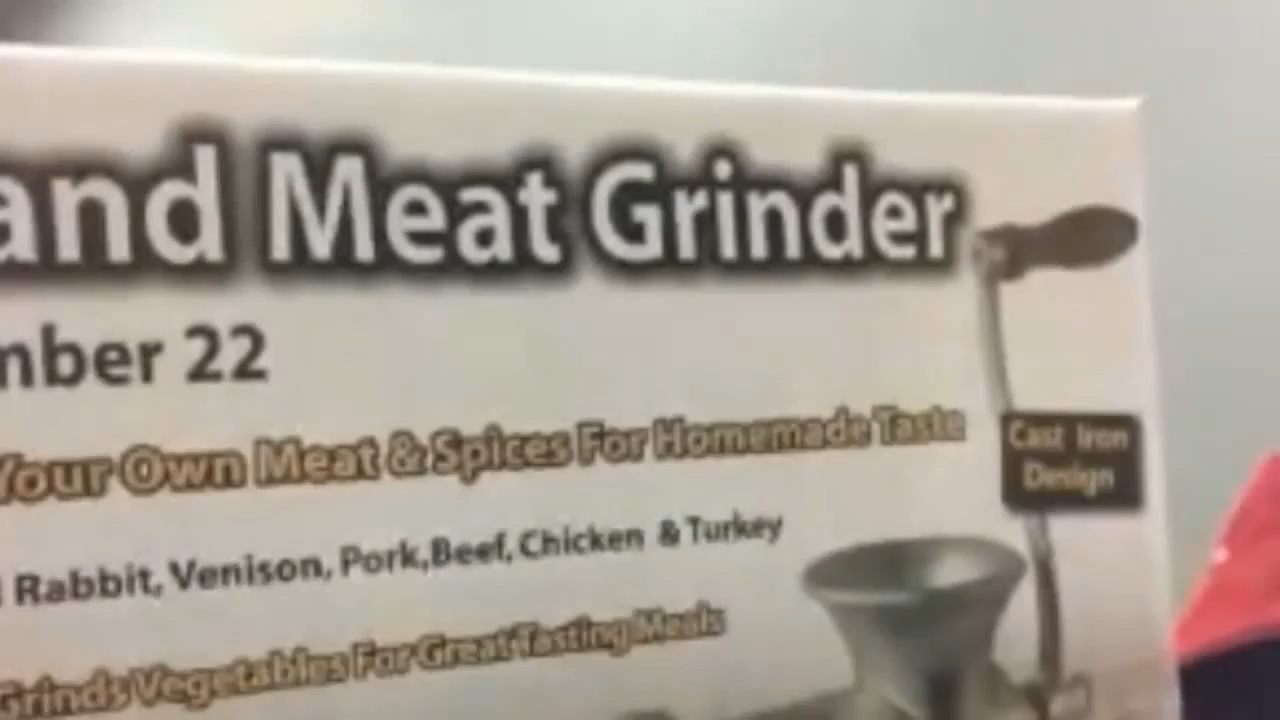 and Meat Grinder
mber 22
Your Own Meat & Spices For Homemade Taste
Cast Iron
Design
Rabbit, Venison, Pork,Beef, Chicken & Turkey
Grinds Vegetables For Great Tasting Meals